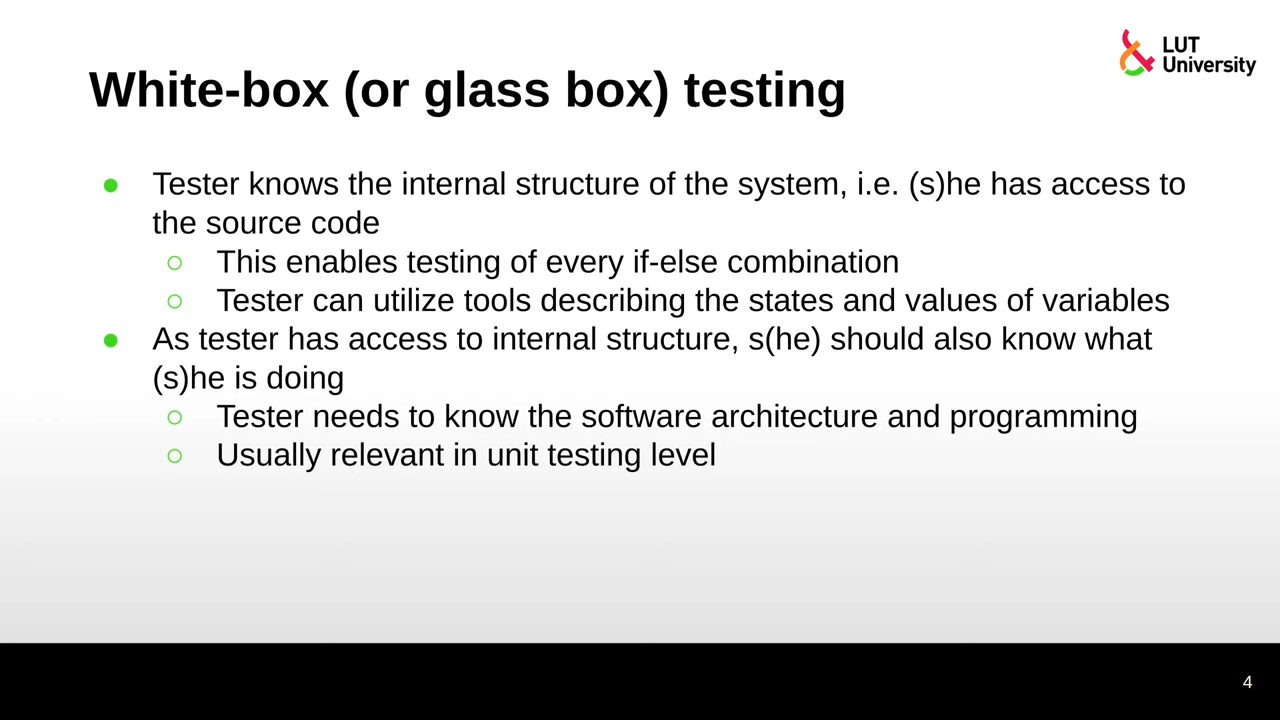 LUT
University
White-box (or glass box) testing
● Tester knows the internal structure of the system, i.e. (s)he has access to
the source code
○ This enables testing of every if-else combination
○ Tester can utilize tools describing the states and values of variables
● As tester has access to internal structure, s(he) should also know what
(s)he is doing
○ Tester needs to know the software architecture and programming
○ Usually relevant in unit testing level
4